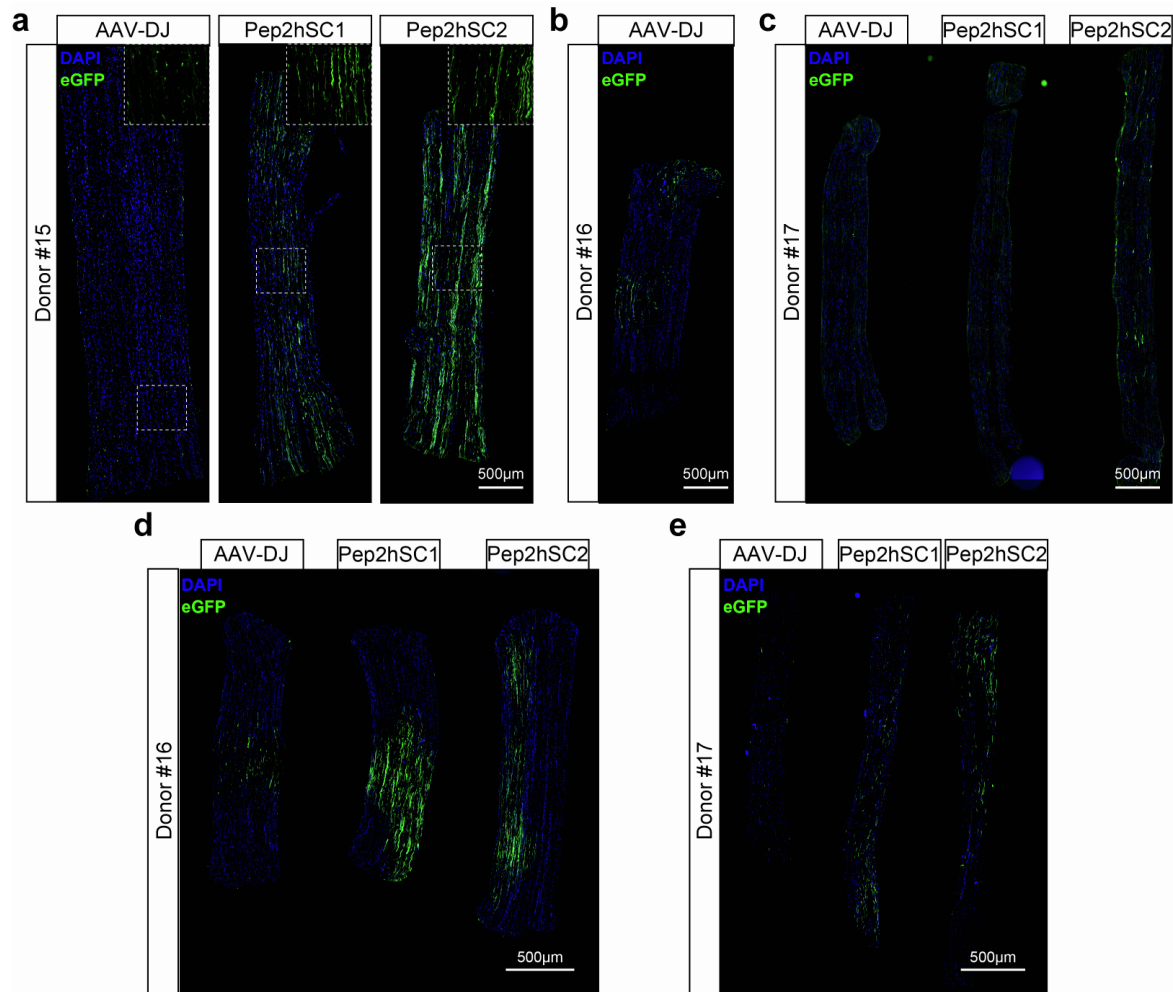 a
AAV-DJ
Pep2hSC1
Pep2hSC2
DAPI
eGFP
Donor #15
500µm
b
AAV-DJ
DAPI
eGFP
Donor #16
500µm
c
AAV-DJ
Pep1hSC1
Pep2hSC2
DAPI
eGFP
Donor #17
500µm
d
AAV-DJ
Pep2hSC1
Pep2hSC2
DAPI
eGFP
Donor #16
500µm
e
AAV-DJ
Pep2hSC1
Pep2hSC2
DAPI
eGFP
Donor #17
500µm